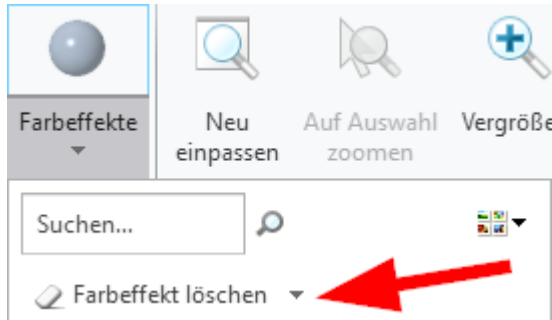 Farbeffekte
Neu
einpassen
Auf Auswahl
zoomen
Vergröße
Suchen...
Farbeffekt löschen